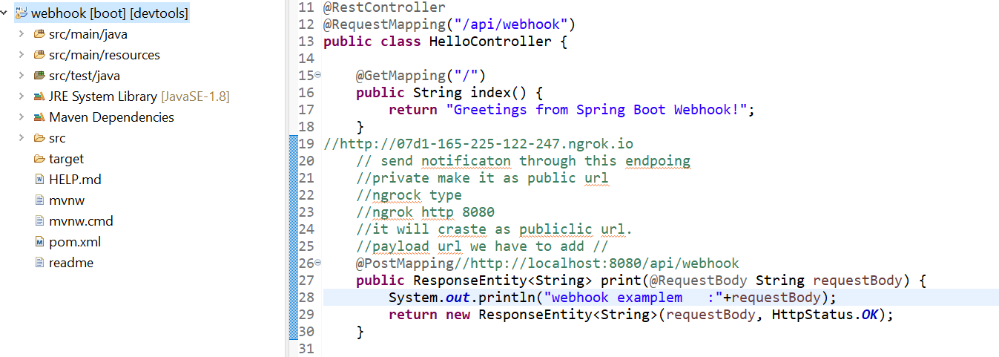 webhook [boot] [devtools]
src/main/java
src/main/resources
src/test/java
JRE System Library [JavaSE-1.8]
Maven Dependencies
src
target
HELP.md
mvnw
mvnw.cmd
pom.xml
readme
11 @RestController
12 @RequestMapping("/api/webhook")
13 public class HelloController {
14
15 @GetMapping("/")
16 public String index() {
17 return "Greetings from Spring Boot Webhook!";
18 }
19 //http://07d1-165-225-122-247.ngrok.io
20 // send notificaton through this endpoing
21 //private make it as public url
22 //ngrock type
23 //ngrok http 8080
24 //it will craste as publiclic url.
25 //payload url we have to add //
26 @PostMapping//http://localhost:8080/api/webhook
27 public ResponseEntity<String> print(@RequestBody String requestBody) {
28 System.out.println("webhook examplem   :"+requestBody);
29 return new ResponseEntity<String>(requestBody, HttpStatus.OK);
30 }
31